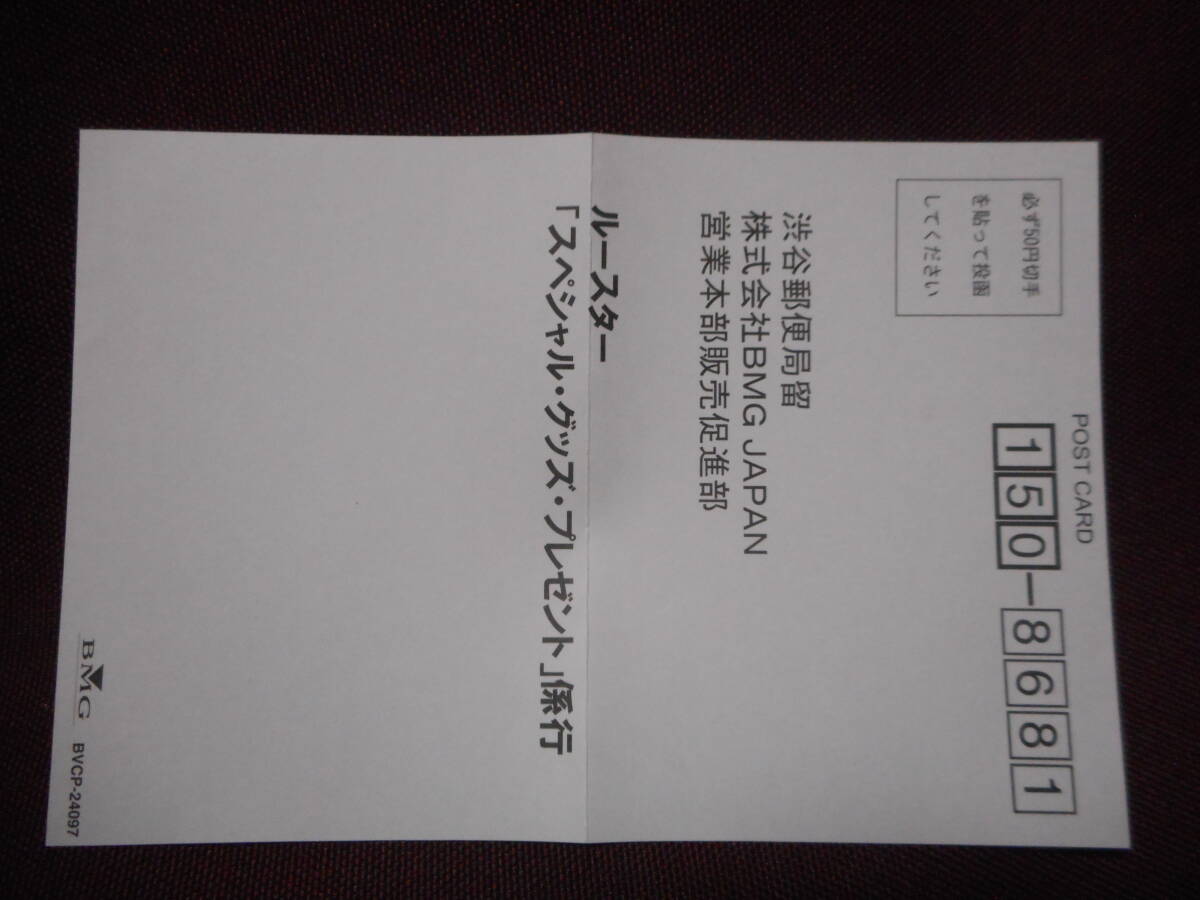 POST CARD
150-8681
必ず50円切手
を貼って投函
してください
渋谷郵便局留
株式会社BMG JAPAN
営業本部販売促進部
ルースター
「スペシャル・グッズ・プレゼント」係行
BMG
BVCP-24097